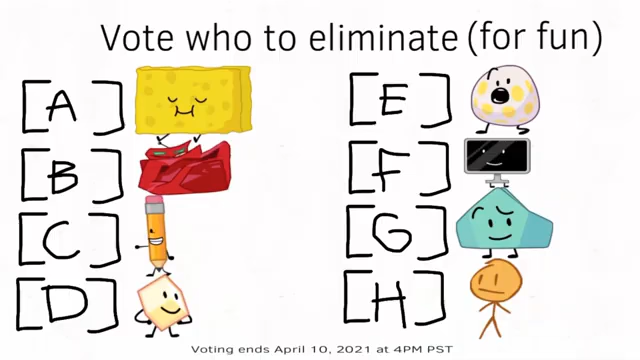 Vote who to eliminate (for fun)
[A]
[B]
[C]
[D]
[E]
[F]
[G]
[H]
Voting ends April 10, 2021 at 4PM PST